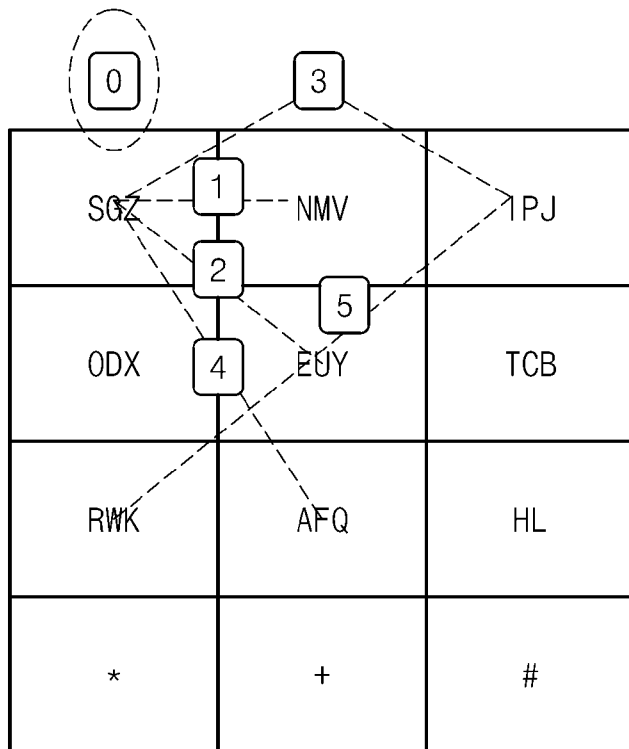 0 3
SGZ 1 NMV IPJ
2
5
ODX 4 EUY TCB
RWK AFQ HL
* + #